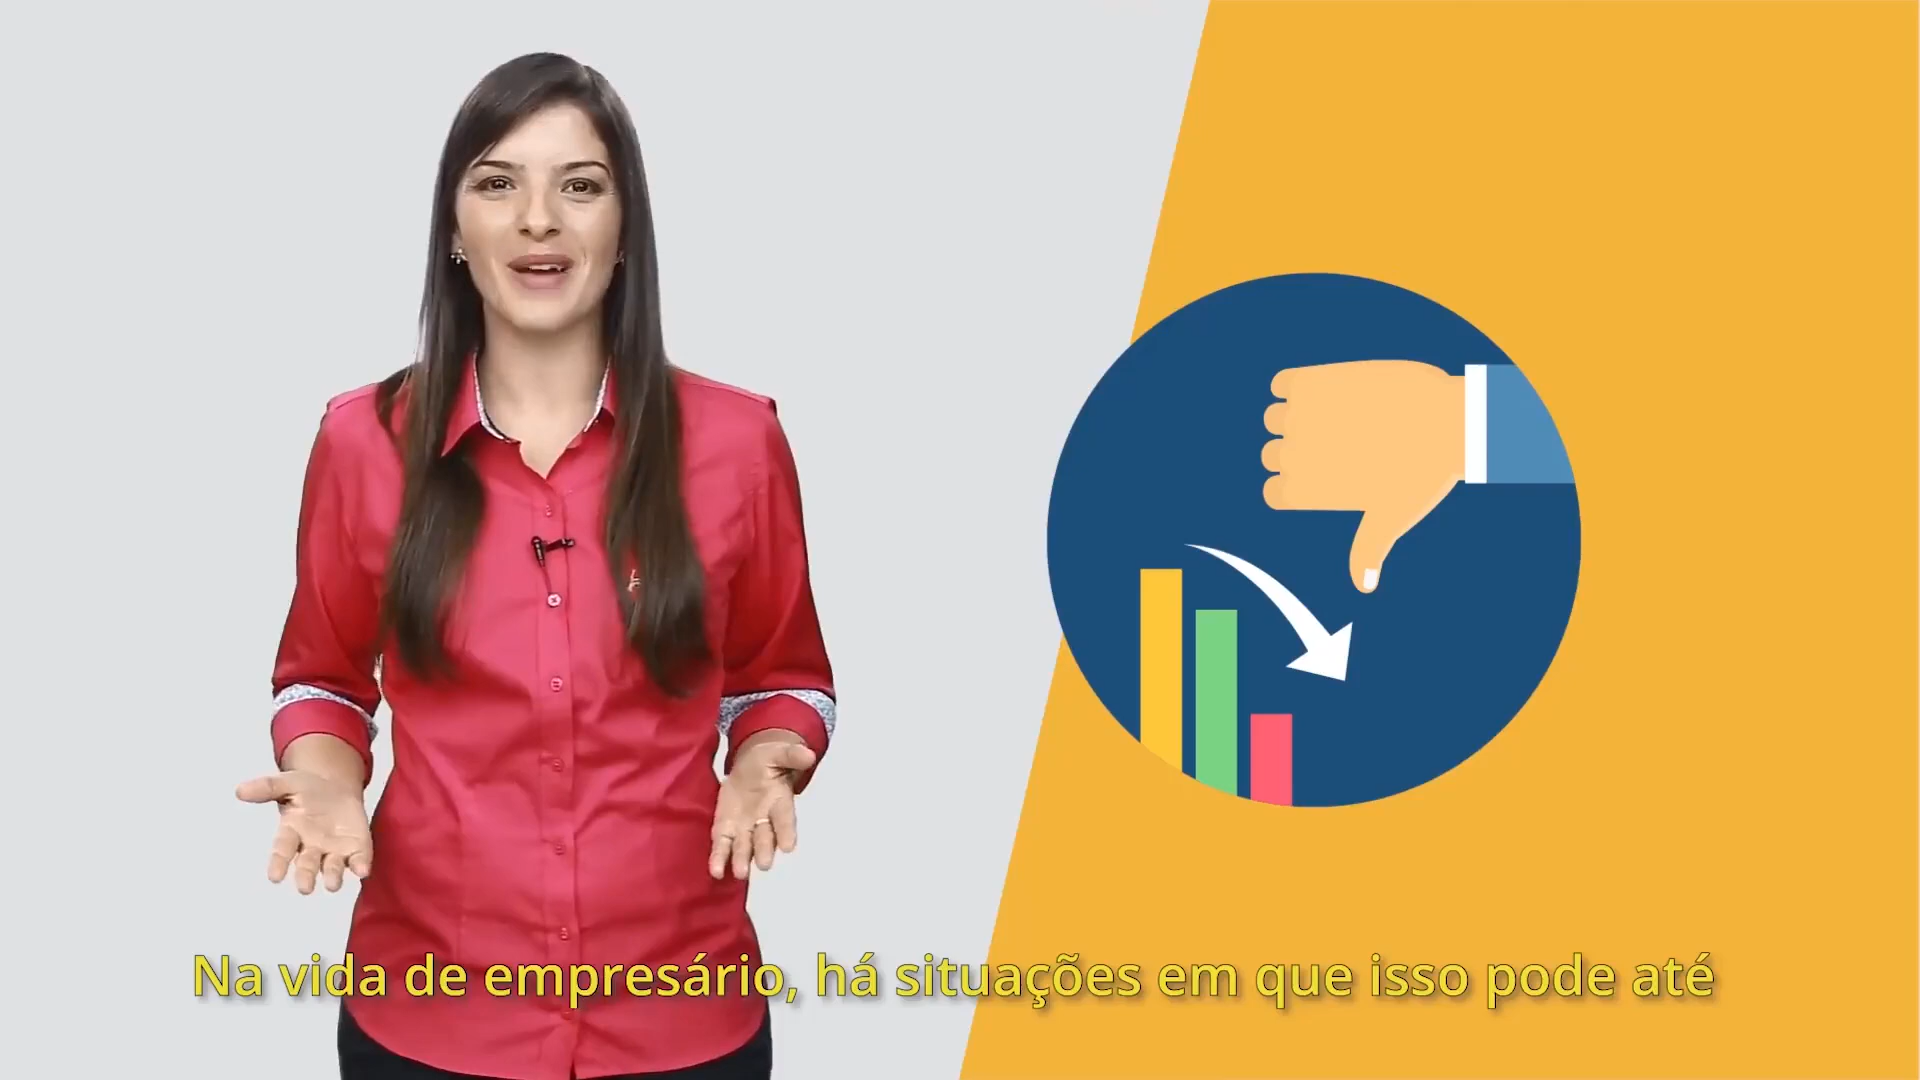 Na vida de empresário, há situações em que isso pode até